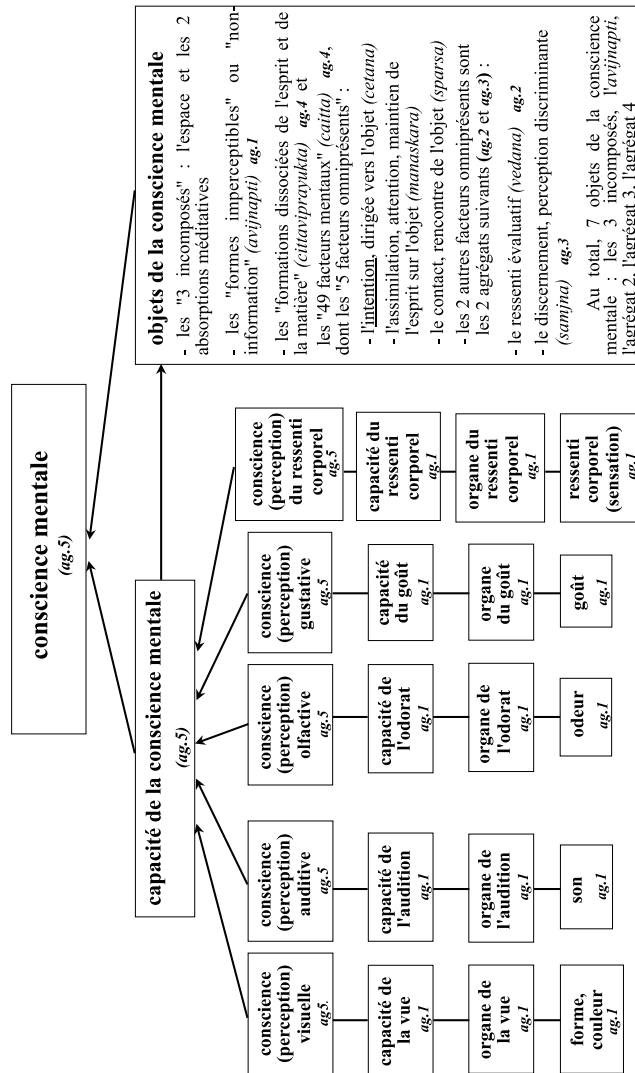 conscience mentale
(ag.5)
capacité de la conscience mentale
(ag.5)
objets de la conscience mentale
- les "3 incomposés" : l'espace et les 2
absorptions méditatives
- les "formes imperceptibles" ou "non-
information" (avijnapti) ag.1
- les "formations dissociées de l'esprit et de
la matière" (cittaviprayukta) ag.4 et
les "49 facteurs mentaux" (caitta) ag.4,
dont les "5 facteurs omniprésents" :
- l'intention, dirigée vers l'objet (cetana)
- l'assimilation, attention, maintien de
l'esprit sur l'objet (manaskara)
- le contact, rencontre de l'objet (sparsa)
- les 2 autres facteurs omniprésents sont
les 2 agrégats suivants (ag.2 et ag.3) :
- le ressenti évaluatif (vedana) ag.2
- le discernement, perception discriminante
(samjna) ag.3
Au total, 7 objets de la conscience
mentale : les 3 incomposés, l'avijnapti,
l'agrégat 2, l'agrégat 3, l'agrégat 4
conscience
(perception)
visuelle
ag5.
conscience
(perception)
auditive
ag.5
conscience
(perception)
olfactive
ag.5
conscience
(perception)
gustative
ag.5
conscience
(perception)
du ressenti
corporel
ag.5
capacité de
la vue
ag.1
capacité de
l'audition
ag.1
capacité de
l'odorat
ag.1
capacité
du goût
ag.1
capacité du
ressenti
corporel
ag.1
organe de
la vue
ag.1
organe de
l'audition
ag.1
organe de
l'odorat
ag.1
organe
du goût
ag.1
organe du
ressenti
corporel
ag.1
forme,
couleur
ag.1
son
ag.1
odeur
ag.1
goût
ag.1
ressenti
corporel
(sensation)
ag.1